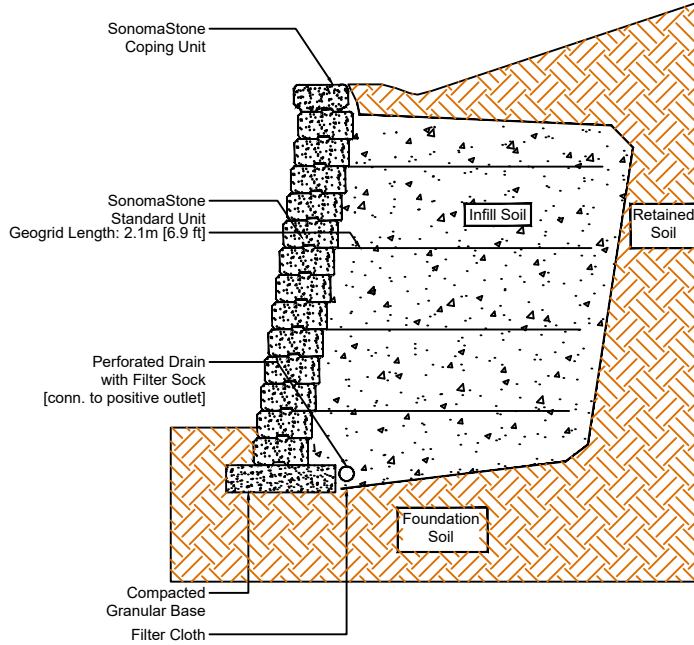 SonomaStone
Coping Unit
SonomaStone
Standard Unit
Geogrid Length: 2.1m [6.9 ft]
Infill Soil
Retained
Soil
Perforated Drain
with Filter Sock
[conn. to positive outlet]
Foundation
Soil
Compacted
Granular Base
Filter Cloth